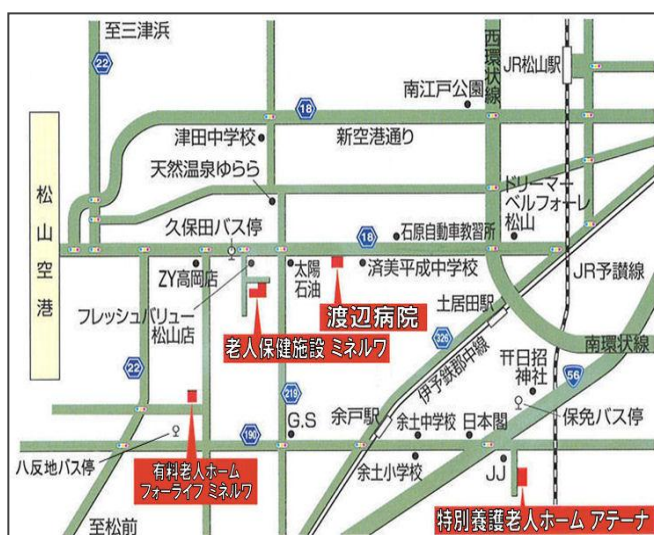 至三津浜
22
西環状線
JR松山駅
南江戸公園
18
津田中学校
新空港通り
天然温泉ゆらら
ドリーマー
ベルフォーレ
松山
松山空港
久保田バス停
18
石原自動車教習所
ZY高岡店
太陽
石油
済美平成中学校
JR予讃線
フレッシュバリュー
松山店
渡辺病院
土居田駅
老人保健施設 ミネルワ
326
伊予鉄郡中線
南環状線
22
日招
神社
56
219
G.S
余戸駅
余土中学校
日本閣
保免バス停
190
八反地バス停
有料老人ホーム
フォーライフ ミネルワ
余土小学校
JJ
至松前
特別養護老人ホーム アテーナ